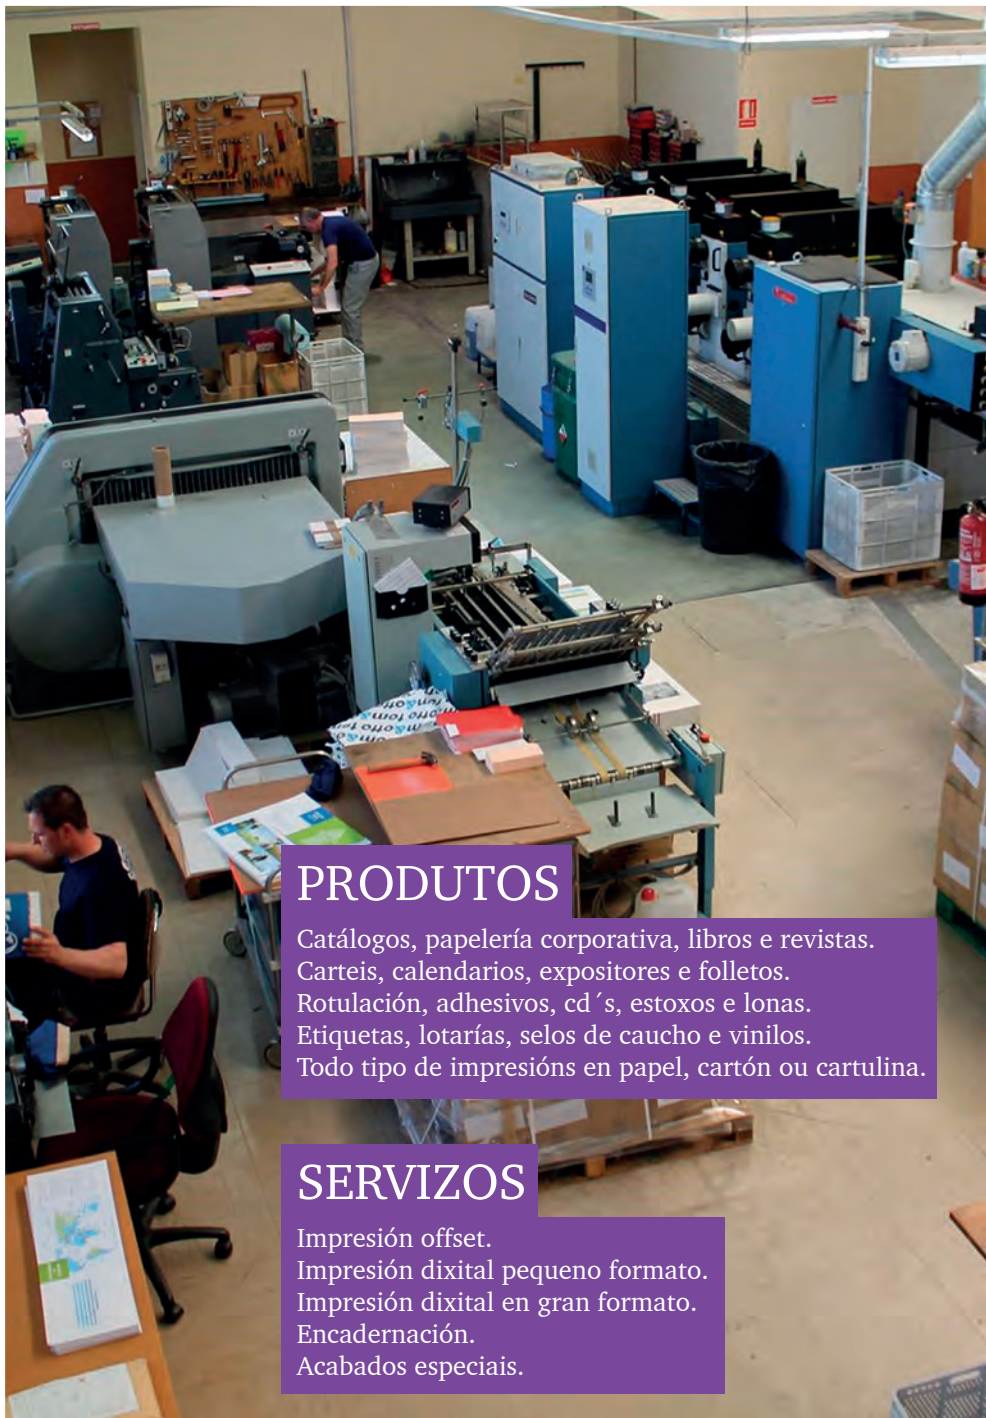 PRODUTOS
Catálogos, papelería corporativa, libros e revistas.
Carteis, calendarios, expositores e folletos.
Rotulación, adhesivos, cd´s, estoxos e lonas.
Etiquetas, lotarías, selos de caucho e vinilos.
Todo tipo de impresións en papel, cartón ou cartulina.
SERVIZOS
Impresión offset.
Impresión dixital pequeno formato.
Impresión dixital en gran formato.
Encadernación.
Acabados especiais.